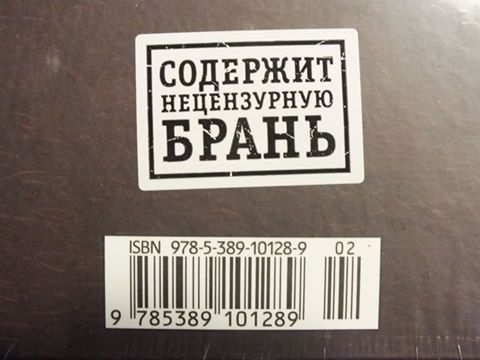 СОДЕРЖИТ
НЕЦЕНЗУРНУЮ
БРАНЬ
ISBN 978-5-389-10128-9 02
9 785389 101289